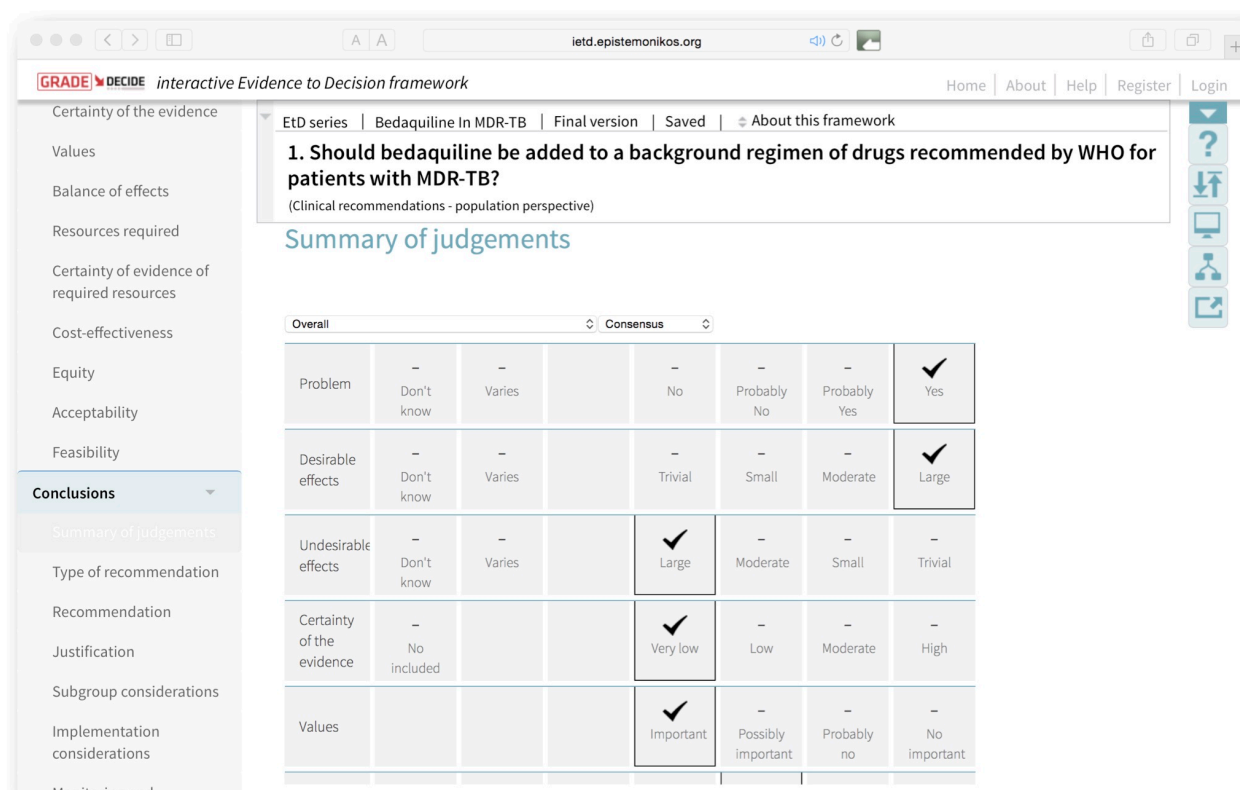 A A
ietd.epistemonikos.org
GRADE DECIDE interactive Evidence to Decision framework
Home | About | Help | Register | Login
Certainty of the evidence
Values
Balance of effects
Resources required
Certainty of evidence of
required resources
Cost-effectiveness
Equity
Acceptability
Feasibility
Conclusions
Summary of judgements
Type of recommendation
Recommendation
Justification
Subgroup considerations
Implementation
considerations
EtD series | Bedaquiline In MDR-TB | Final version | Saved | About this framework
1. Should bedaquiline be added to a background regimen of drugs recommended by WHO for
patients with MDR-TB?
(Clinical recommendations - population perspective)
?
Summary of judgements
Overall Consensus
Problem
– Don't
know
– Varies
– No
– Probably
No
– Probably
Yes
Yes
Desirable
effects
– Don't
know
– Varies
– Trivial
– Small
– Moderate
Large
Undesirable
effects
– Don't
know
– Varies
Large
– Moderate
– Small
– Trivial
Certainty
of the
evidence
– No
included
Very low
– Low
– Moderate
– High
Values
Important
– Possibly
important
– Probably
no
– No
important